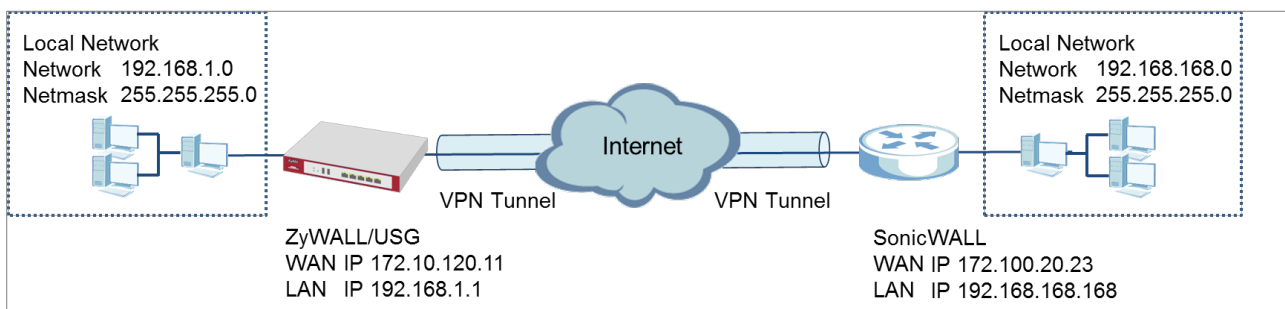 Local Network
Network 192.168.1.0
Netmask 255.255.255.0
Local Network
Network 192.168.168.0
Netmask 255.255.255.0
Internet
VPN Tunnel
VPN Tunnel
ZyWALL/USG
WAN IP 172.10.120.11
LAN IP 192.168.1.1
SonicWALL
WAN IP 172.100.20.23
LAN IP 192.168.168.168